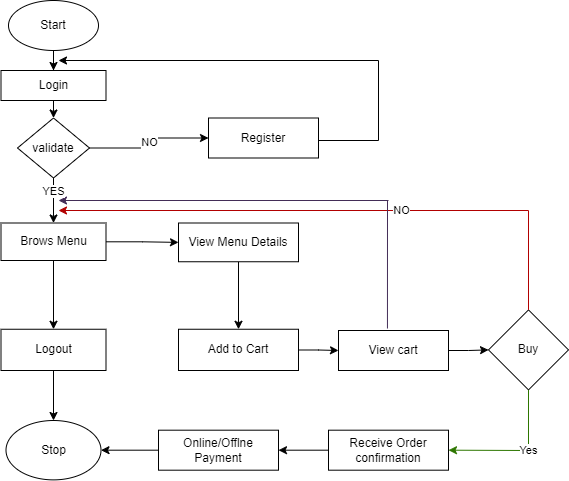 Start
Login
validate
NO
Register
YES
NO
Brows Menu
View Menu Details
Logout
Add to Cart
View cart
Buy
Stop
Online/Offlne
Payment
Receive Order
confirmation
Yes